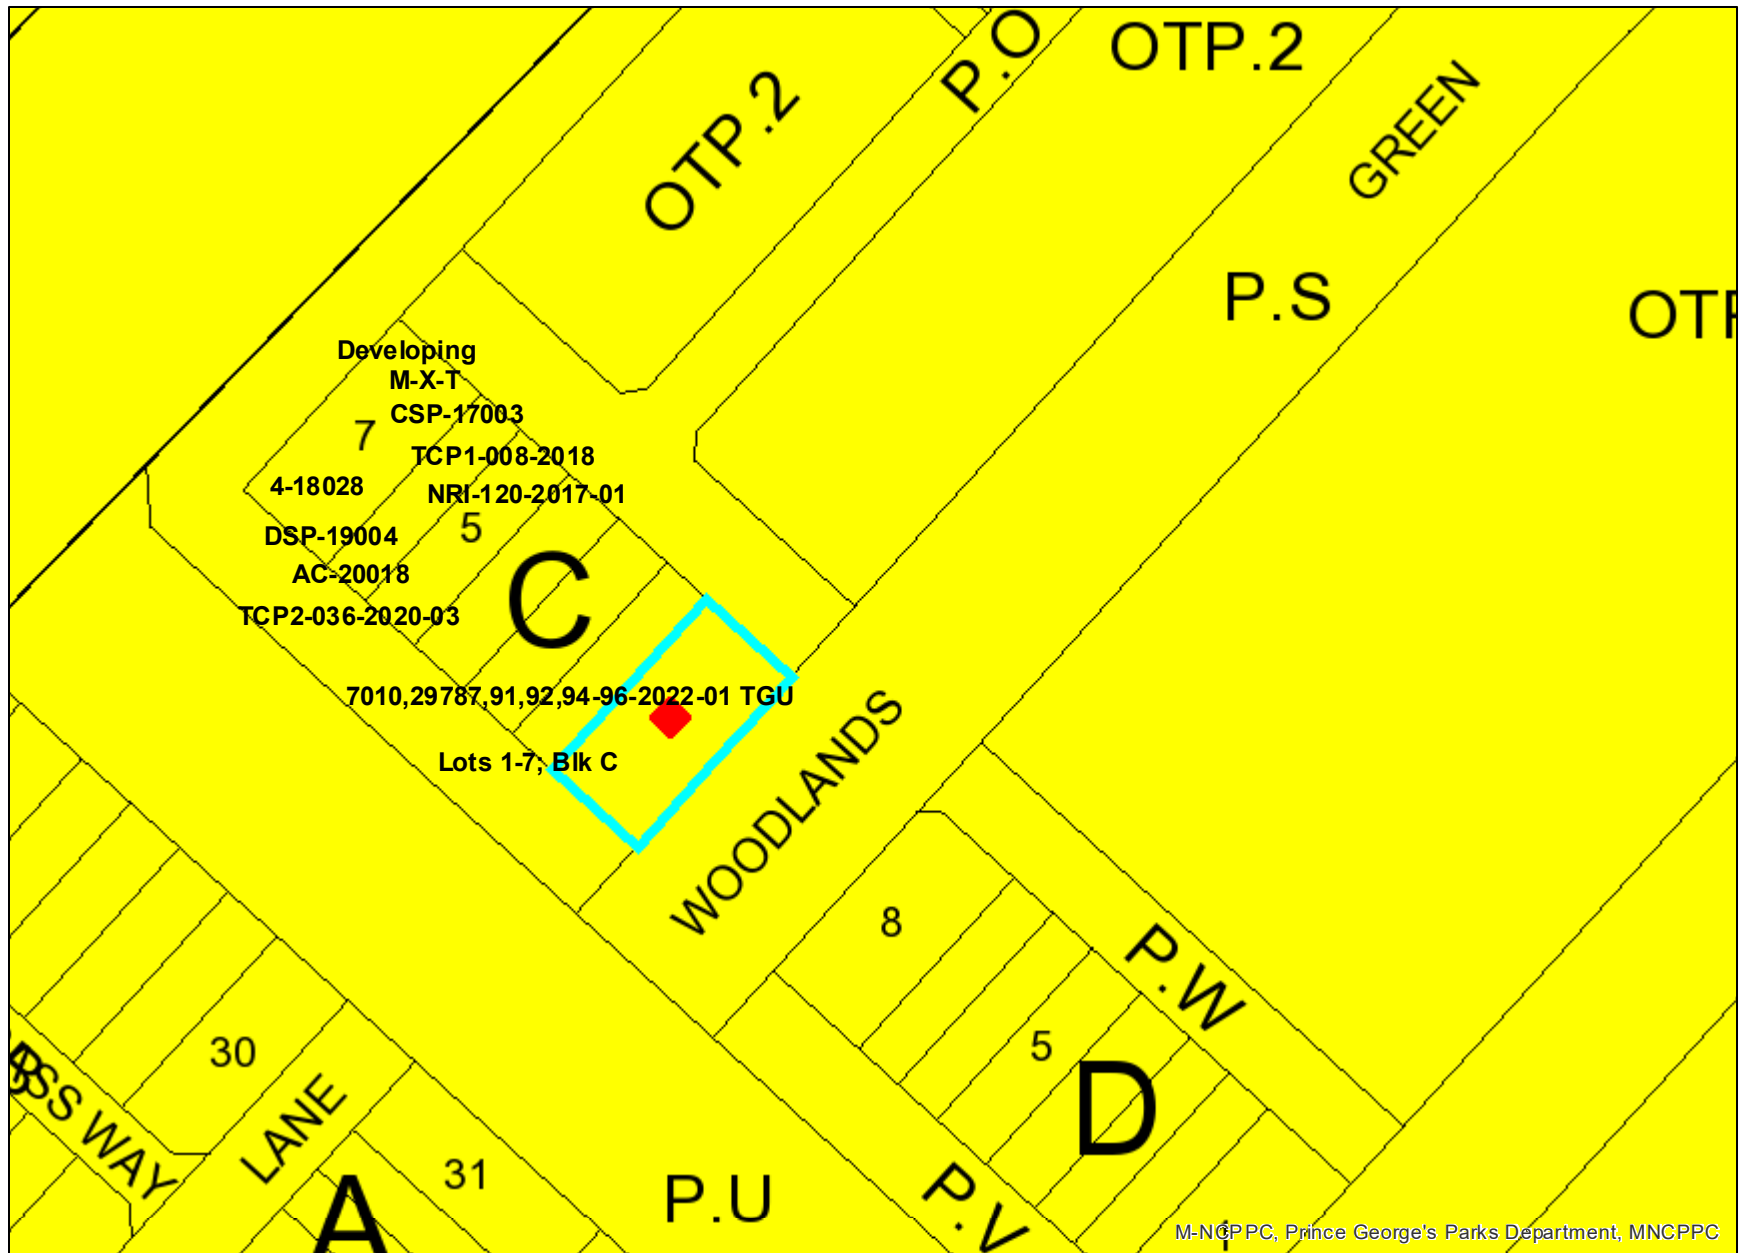 OTP.2
P.O
OTP.2
GREEN
P.S
Developing
M-X-T
CSP-17003
7
TCP1-008-2018
4-18028
NRI-120-2017-01
5
DSP-19004
AC-20018
C
TCP2-036-2020-03
7010,29787,91,92,94-96-2022-01 TGU
Lots 1-7; Blk C
WOODLANDS
8
P.W
5
D
30
LANE
WAY
31
A
P.U
P.V
M-NCPPC, Prince George's Parks Department, MNCPPC